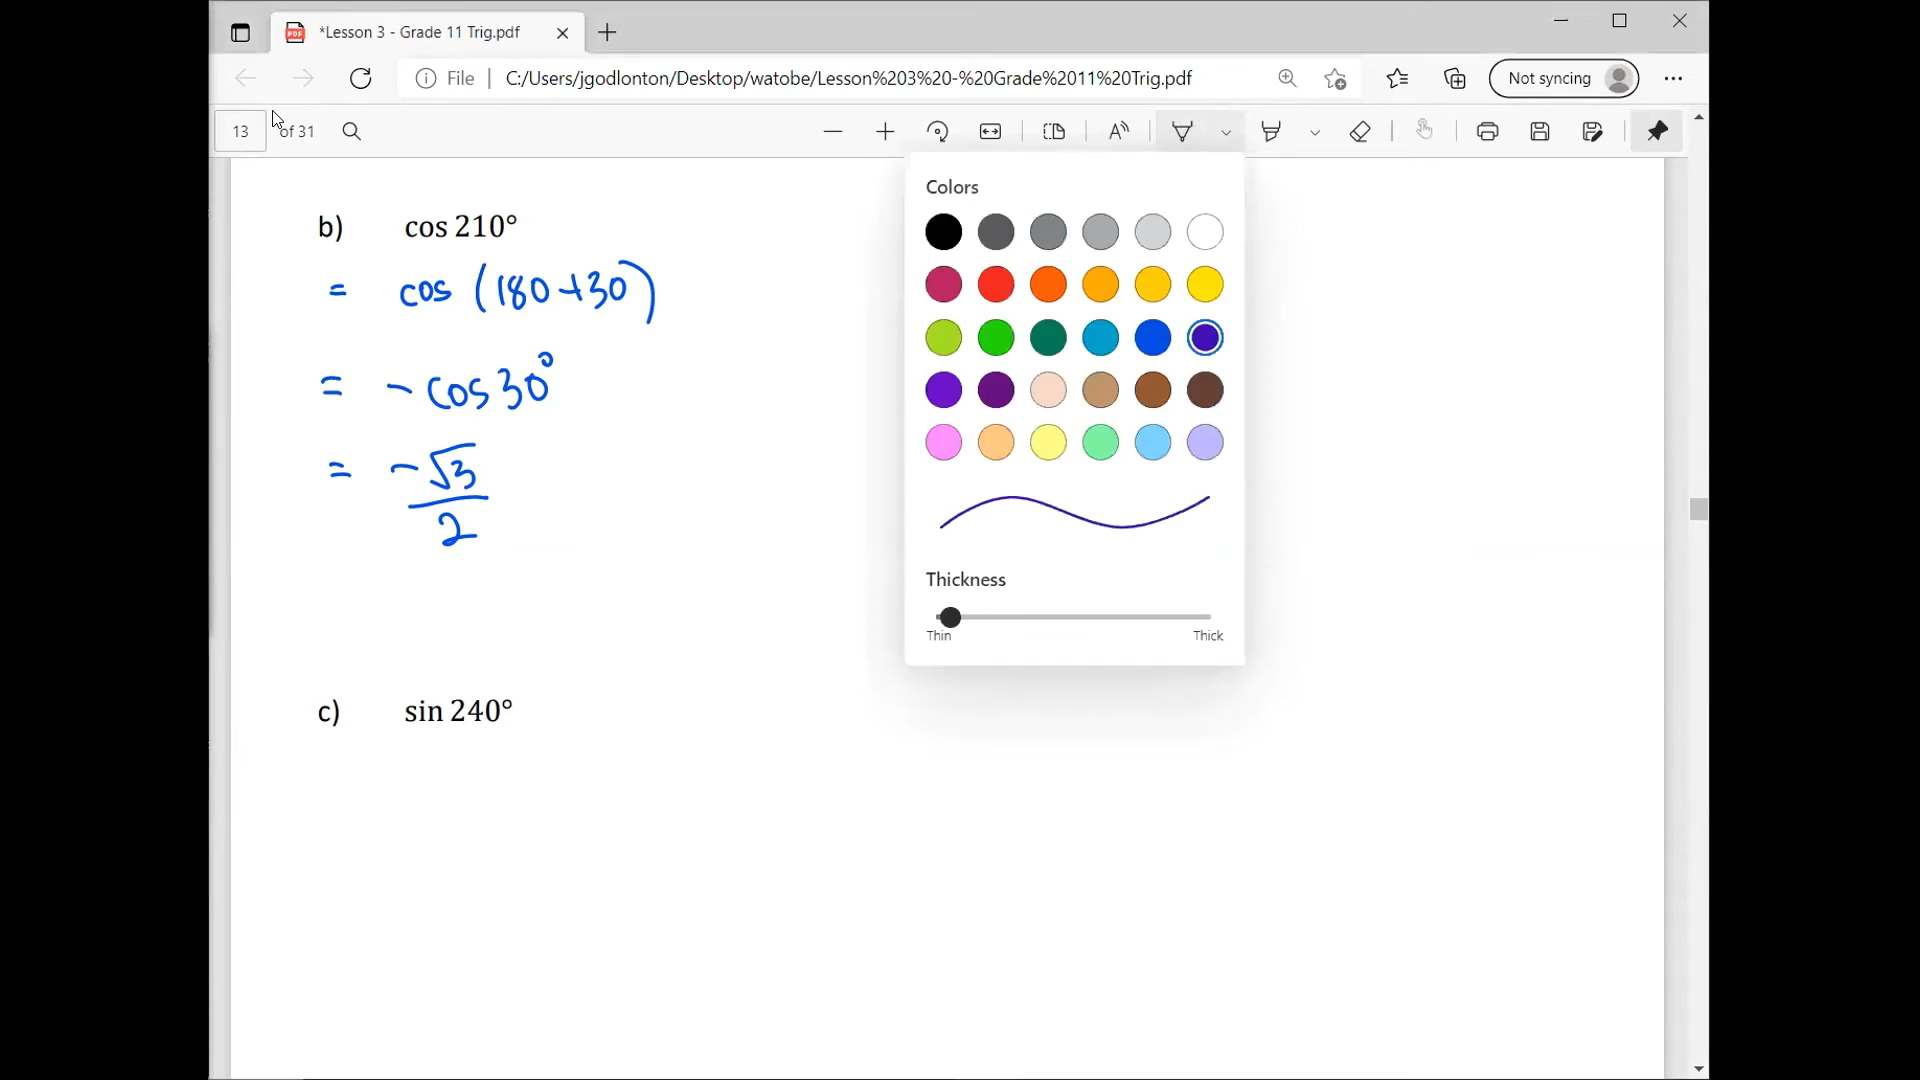 *Lesson 3 - Grade 11 Trig.pdf
File | C:/Users/jgodlonton/Desktop/watobe/Lesson%203%20-%20Grade%2011%20Trig.pdf
Not syncing
13 of 31
Colors
b) cos 210°
= cos (180+30)
= - cos 30°
= -√3/2
Thickness
Thin Thick
c) sin 240°